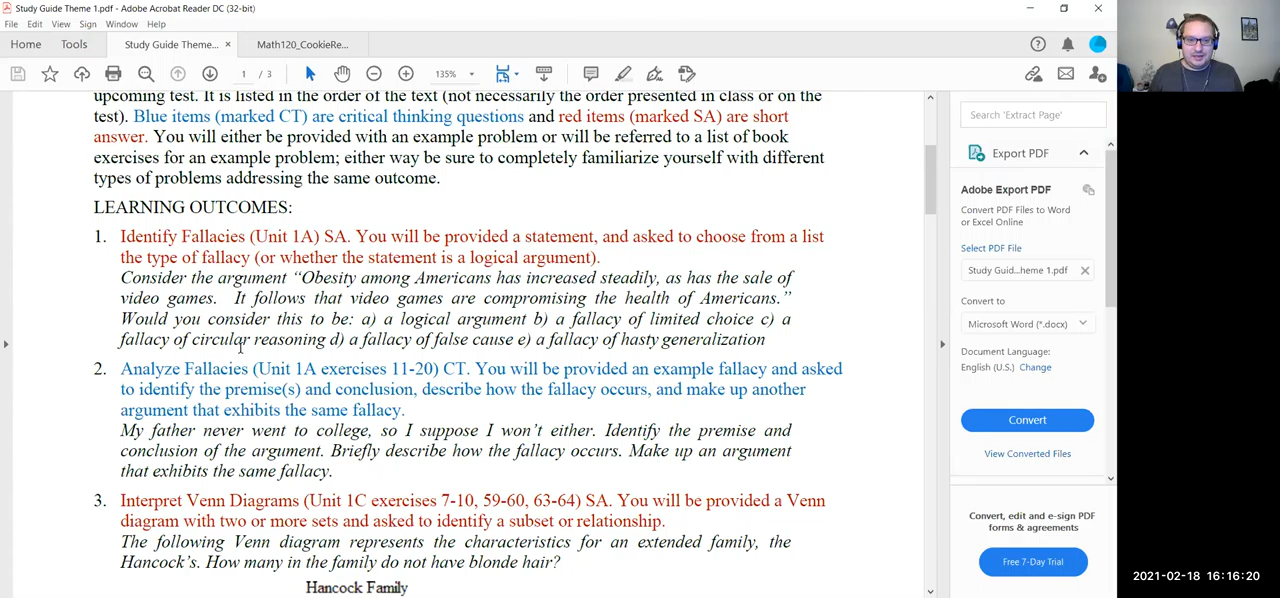 Study Guide Theme 1.pdf - Adobe Acrobat Reader DC (32-bit)
File Edit View Sign Window Help
Home Tools Study Guide Theme... × Math120_CookieRe...
1 / 3 135%
upcoming test. It is listed in the order of the text (not necessarily the order presented in class or on the
test). Blue items (marked CT) are critical thinking questions and red items (marked SA) are short
answer. You will either be provided with an example problem or will be referred to a list of book
exercises for an example problem; either way be sure to completely familiarize yourself with different
types of problems addressing the same outcome.
LEARNING OUTCOMES:
1. Identify Fallacies (Unit 1A) SA. You will be provided a statement, and asked to choose from a list
the type of fallacy (or whether the statement is a logical argument).
Consider the argument “Obesity among Americans has increased steadily, as has the sale of
video games. It follows that video games are compromising the health of Americans.”
Would you consider this to be: a) a logical argument b) a fallacy of limited choice c) a
fallacy of circular reasoning d) a fallacy of false cause e) a fallacy of hasty generalization
2. Analyze Fallacies (Unit 1A exercises 11-20) CT. You will be provided an example fallacy and asked
to identify the premise(s) and conclusion, describe how the fallacy occurs, and make up another
argument that exhibits the same fallacy.
My father never went to college, so I suppose I won’t either. Identify the premise and
conclusion of the argument. Briefly describe how the fallacy occurs. Make up an argument
that exhibits the same fallacy.
3. Interpret Venn Diagrams (Unit 1C exercises 7-10, 59-60, 63-64) SA. You will be provided a Venn
diagram with two or more sets and asked to identify a subset or relationship.
The following Venn diagram represents the characteristics for an extended family, the
Hancock’s. How many in the family do not have blonde hair?
Hancock Family
Search 'Extract Page'
Export PDF
Adobe Export PDF
Convert PDF Files to Word
or Excel Online
Select PDF File
Study Guid...heme 1.pdf ×
Convert to
Microsoft Word (*.docx)
Document Language:
English (U.S.) Change
Convert
View Converted Files
Convert, edit and e-sign PDF
forms & agreements
Free 7-Day Trial
2021-02-18 16:16:20